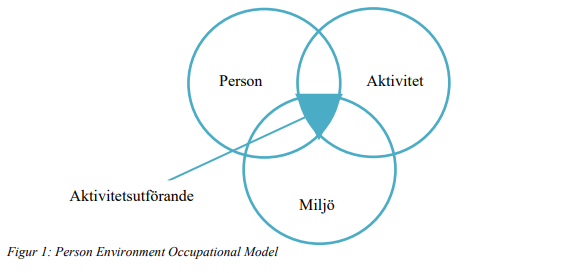 Person
Aktivitet
Aktivitetsutförande
Miljö
Figur 1: Person Environment Occupational Model